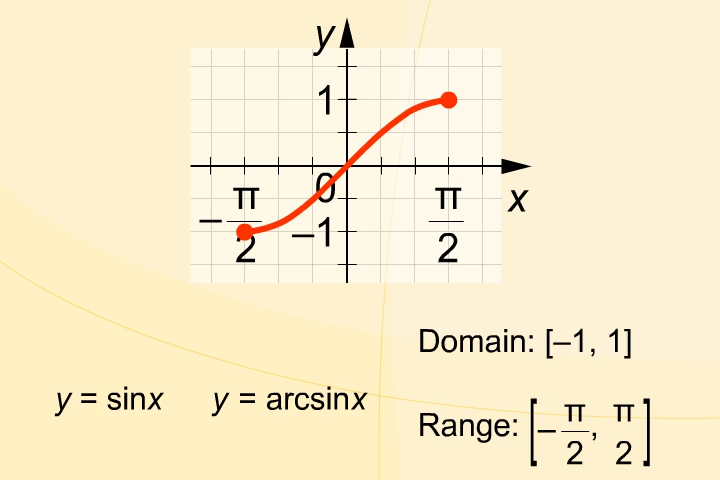 y
1
0
–π/2
–1
π/2
x
Domain: [–1, 1]
y = sinx
y = arcsinx
Range: [–π/2, π/2]